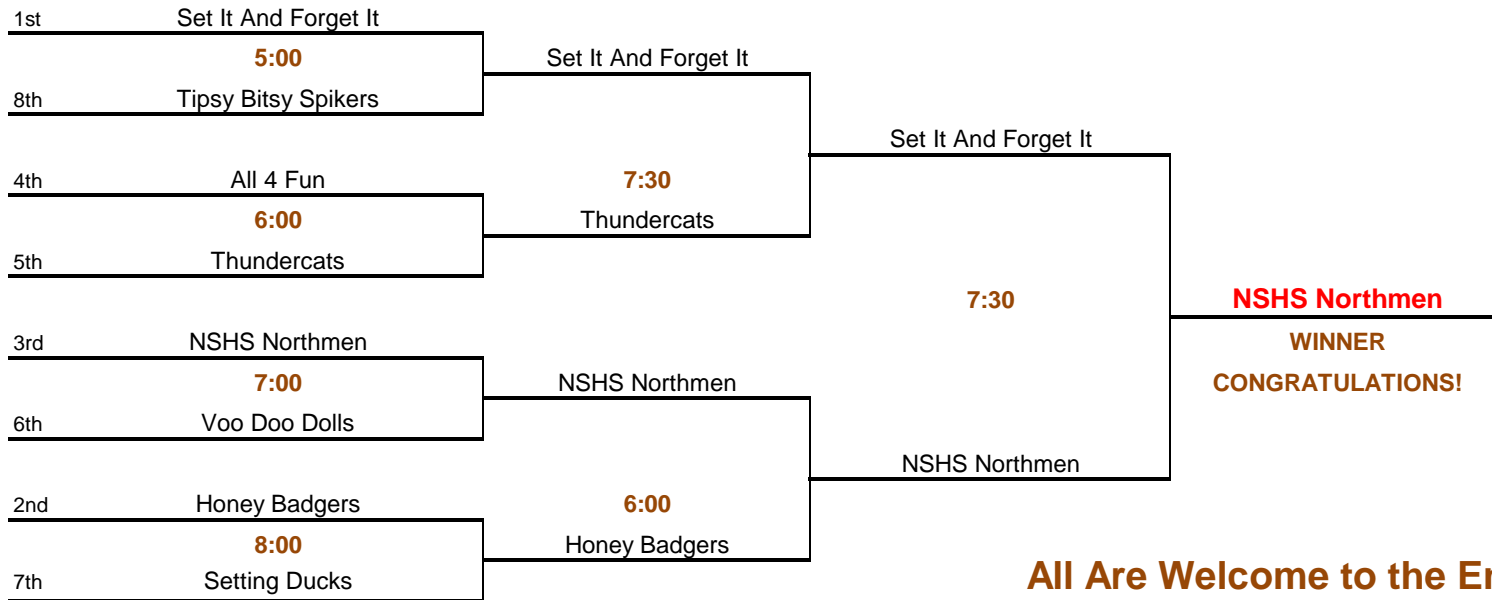 1st Set It And Forget It
5:00 Set It And Forget It
8th Tipsy Bitsy Spikers
Set It And Forget It
4th All 4 Fun 7:30
6:00 Thundercats
5th Thundercats
7:30 NSHS Northmen
3rd NSHS Northmen WINNER
7:00 NSHS Northmen CONGRATULATIONS!
6th Voo Doo Dolls
NSHS Northmen
2nd Honey Badgers 6:00
8:00 Honey Badgers
7th Setting Ducks All Are Welcome to the